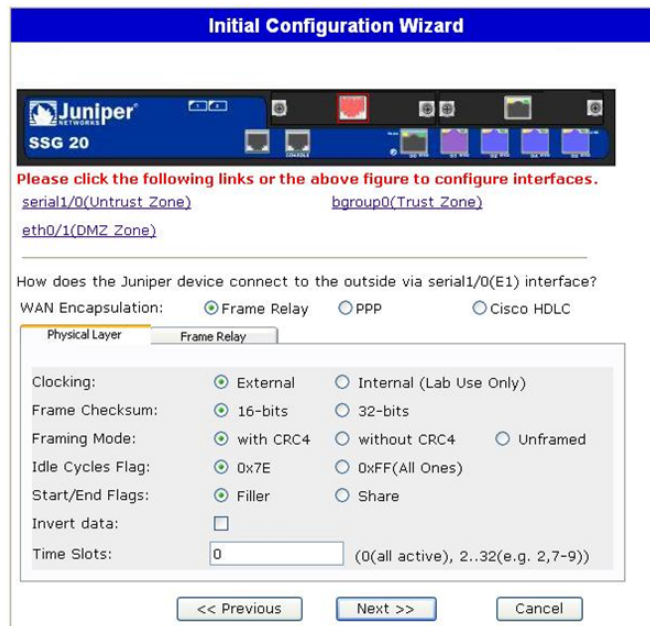 Initial Configuration Wizard
Juniper
NETWORKS
SSG 20
CONSOLE
Please click the following links or the above figure to configure interfaces.
serial1/0(Untrust Zone) bgroup0(Trust Zone)
eth0/1(DMZ Zone)
How does the Juniper device connect to the outside via serial1/0(E1) interface?
WAN Encapsulation: Frame Relay PPP Cisco HDLC
Physical Layer Frame Relay
Clocking: External Internal (Lab Use Only)
Frame Checksum: 16-bits 32-bits
Framing Mode: with CRC4 without CRC4 Unframed
Idle Cycles Flag: 0x7E 0xFF(All Ones)
Start/End Flags: Filler Share
Invert data:
Time Slots: 0 (0(all active), 2..32(e.g. 2,7-9))
<< Previous Next >> Cancel